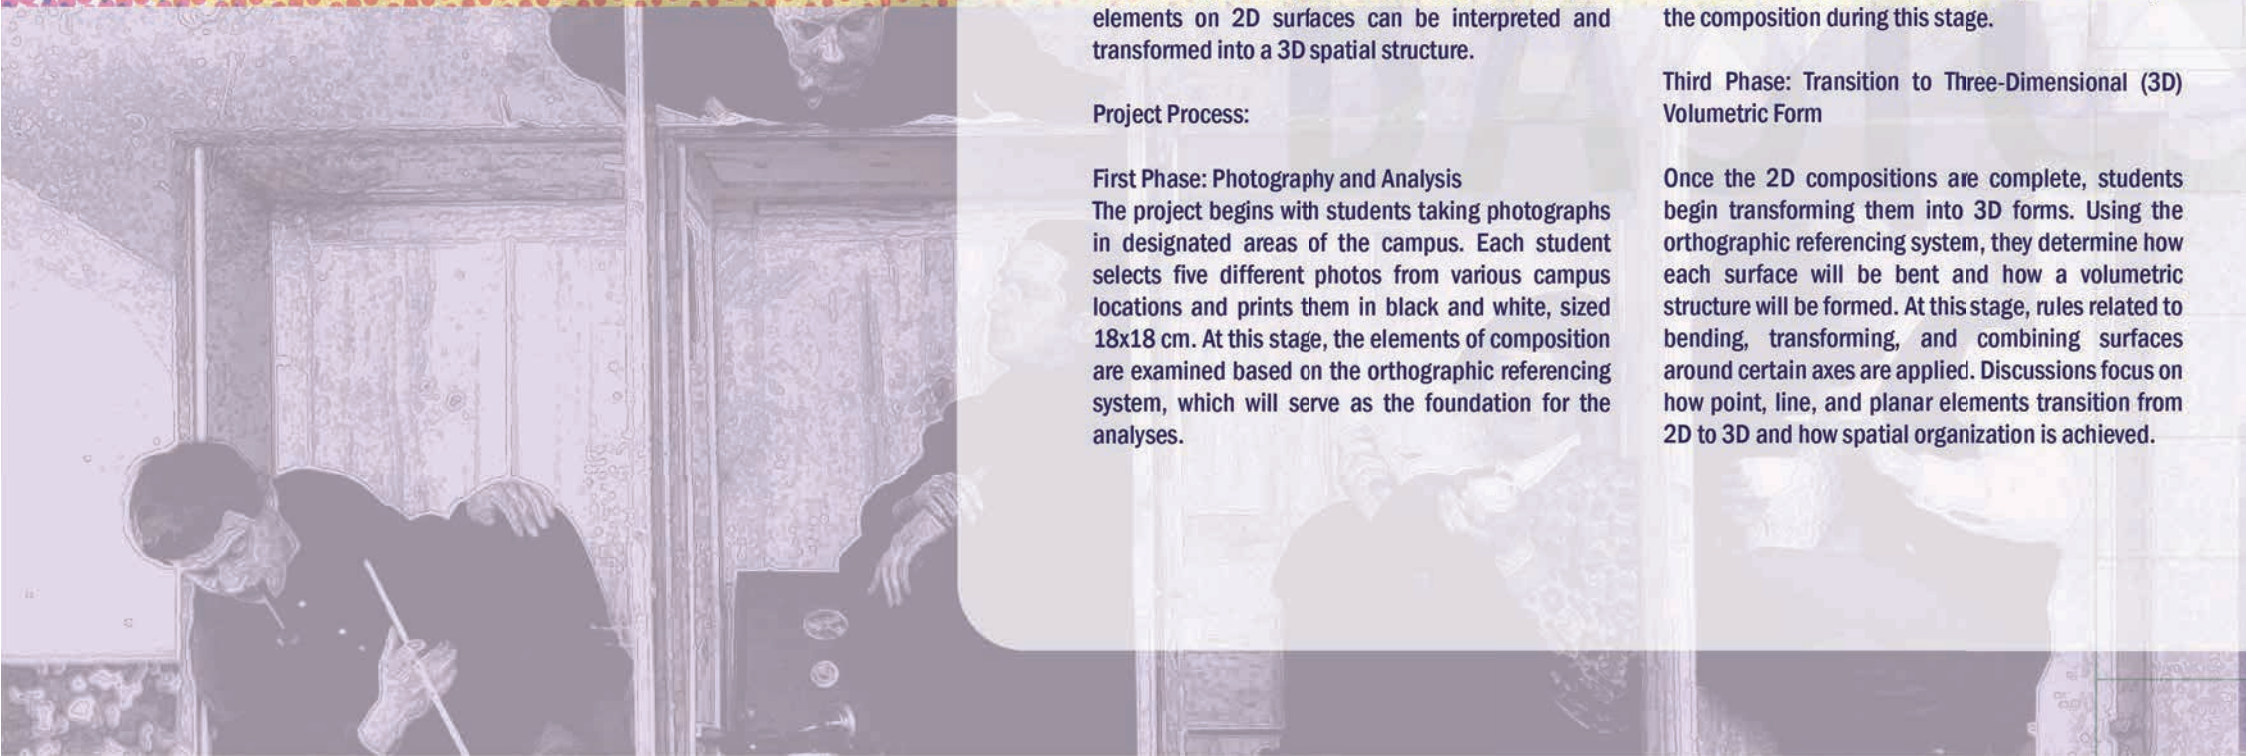 elements on 2D surfaces can be interpreted and
transformed into a 3D spatial structure.
Project Process:
First Phase: Photography and Analysis
The project begins with students taking photographs
in designated areas of the campus. Each student
selects five different photos from various campus
locations and prints them in black and white, sized
18x18 cm. At this stage, the elements of composition
are examined based on the orthographic referencing
system, which will serve as the foundation for the
analyses.
the composition during this stage.
Third Phase: Transition to Three-Dimensional (3D)
Volumetric Form
Once the 2D compositions are complete, students
begin transforming them into 3D forms. Using the
orthographic referencing system, they determine how
each surface will be bent and how a volumetric
structure will be formed. At this stage, rules related to
bending, transforming, and combining surfaces
around certain axes are applied. Discussions focus on
how point, line, and planar elements transition from
2D to 3D and how spatial organization is achieved.